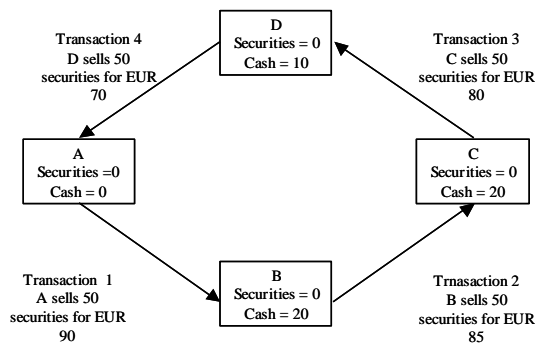 D
Securities = 0
Cash = 10
Transaction 4
D sells 50
securities for EUR
70
Transaction 3
C sells 50
securities for EUR
80
A
Securities =0
Cash = 0
C
Securities = 0
Cash = 20
B
Securities = 0
Cash = 20
Transaction 1
A sells 50
securities for EUR
90
Trnasaction 2
B sells 50
securities for EUR
85